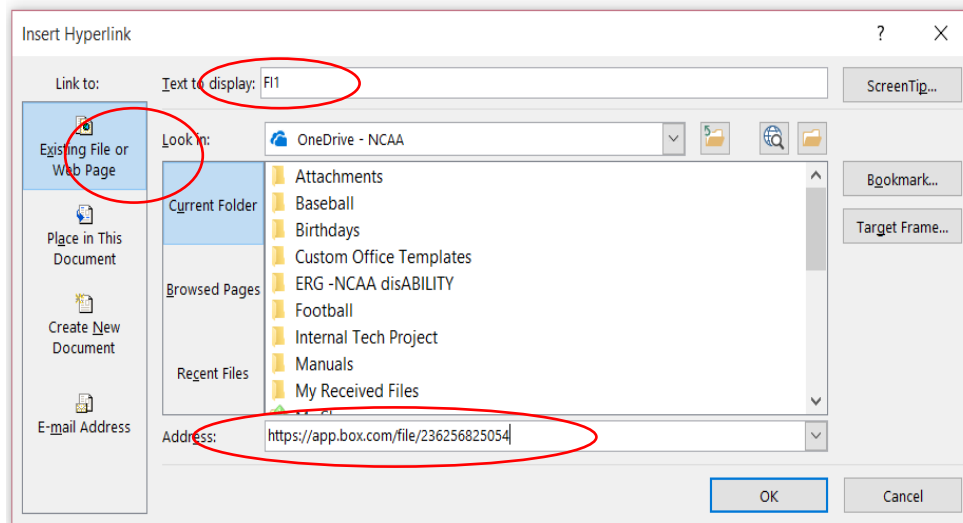 Insert Hyperlink ? X
Link to:
Text to display: FI1
ScreenTip...
Existing File or
Web Page
Look in: OneDrive - NCAA
Current Folder
Browsed Pages
Recent Files
Attachments
Baseball
Birthdays
Custom Office Templates
ERG -NCAA disABILITY
Football
Internal Tech Project
Manuals
My Received Files
Bookmark...
Target Frame...
Place in This
Document
Create New
Document
E-mail Address
Address: https://app.box.com/file/236256825054
OK
Cancel